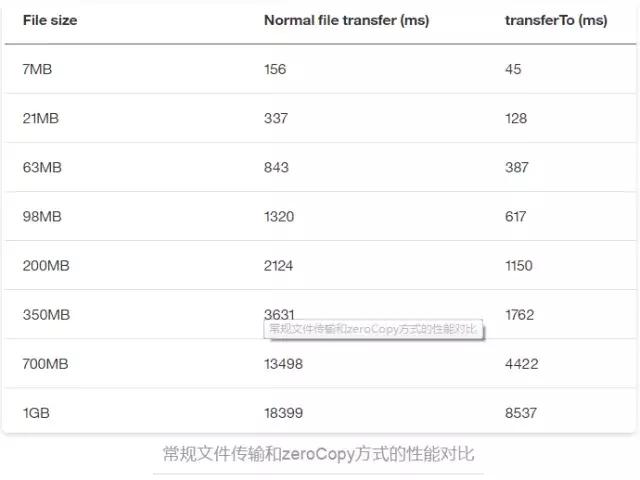 File size Normal file transfer (ms) transferTo (ms)
7MB 156 45
21MB 337 128
63MB 843 387
98MB 1320 617
200MB 2124 1150
350MB 3631 1762
常规文件传输和zeroCopy方式的性能对比
700MB 13498 4422
1GB 18399 8537
常规文件传输和zeroCopy方式的性能对比